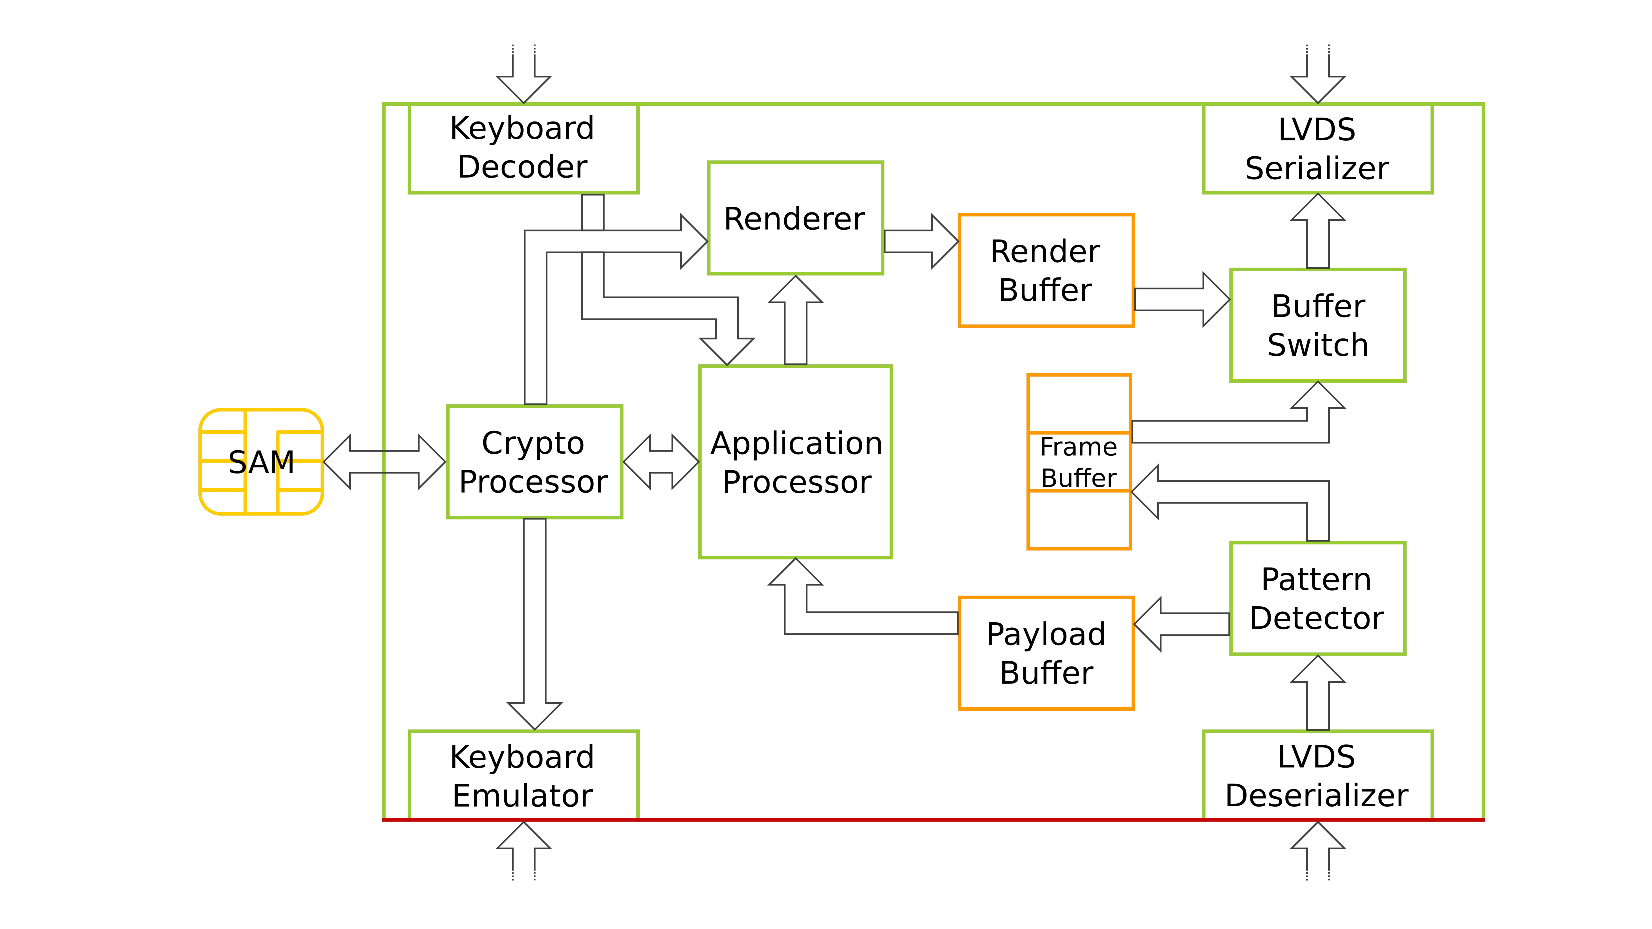 Keyboard
Decoder
LVDS
Serializer
Renderer
Render
Buffer
Buffer
Switch
SAM
Crypto
Processor
Application
Processor
Frame
Buffer
Pattern
Detector
Payload
Buffer
Keyboard
Emulator
LVDS
Deserializer